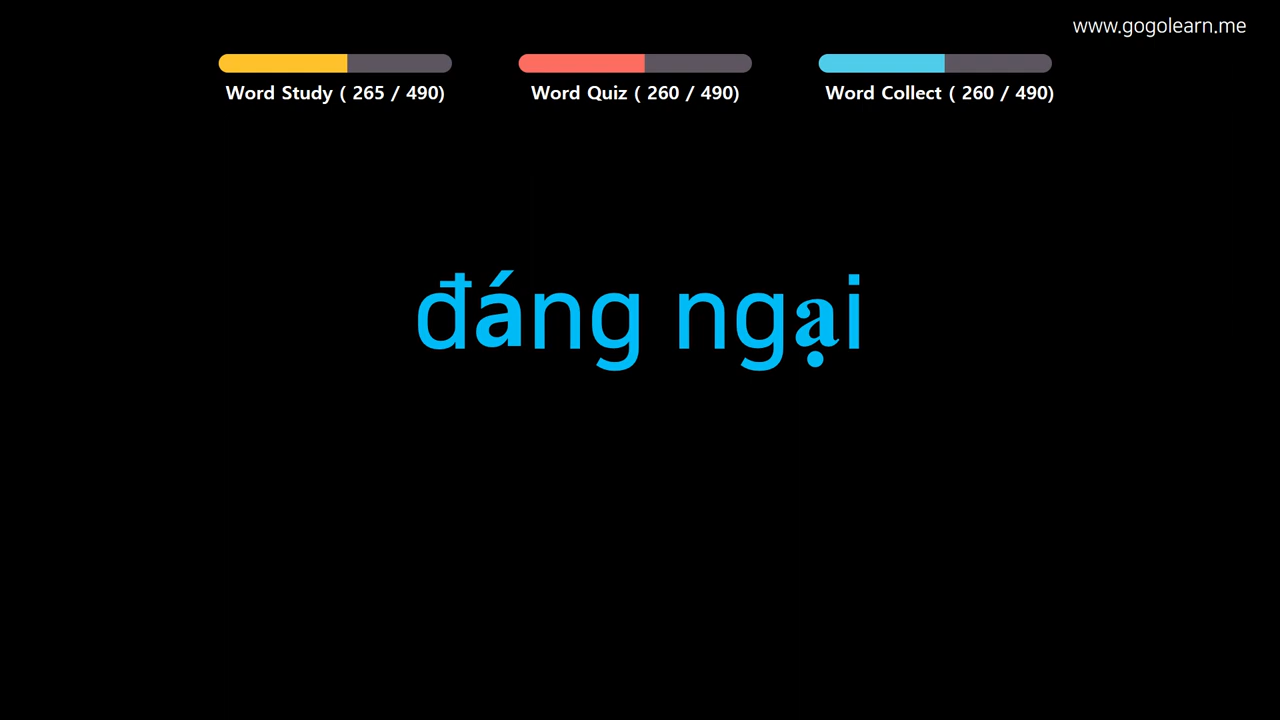 www.gogolearn.me
Word Study ( 265 / 490)
Word Quiz ( 260 / 490)
Word Collect ( 260 / 490)
đáng ngại